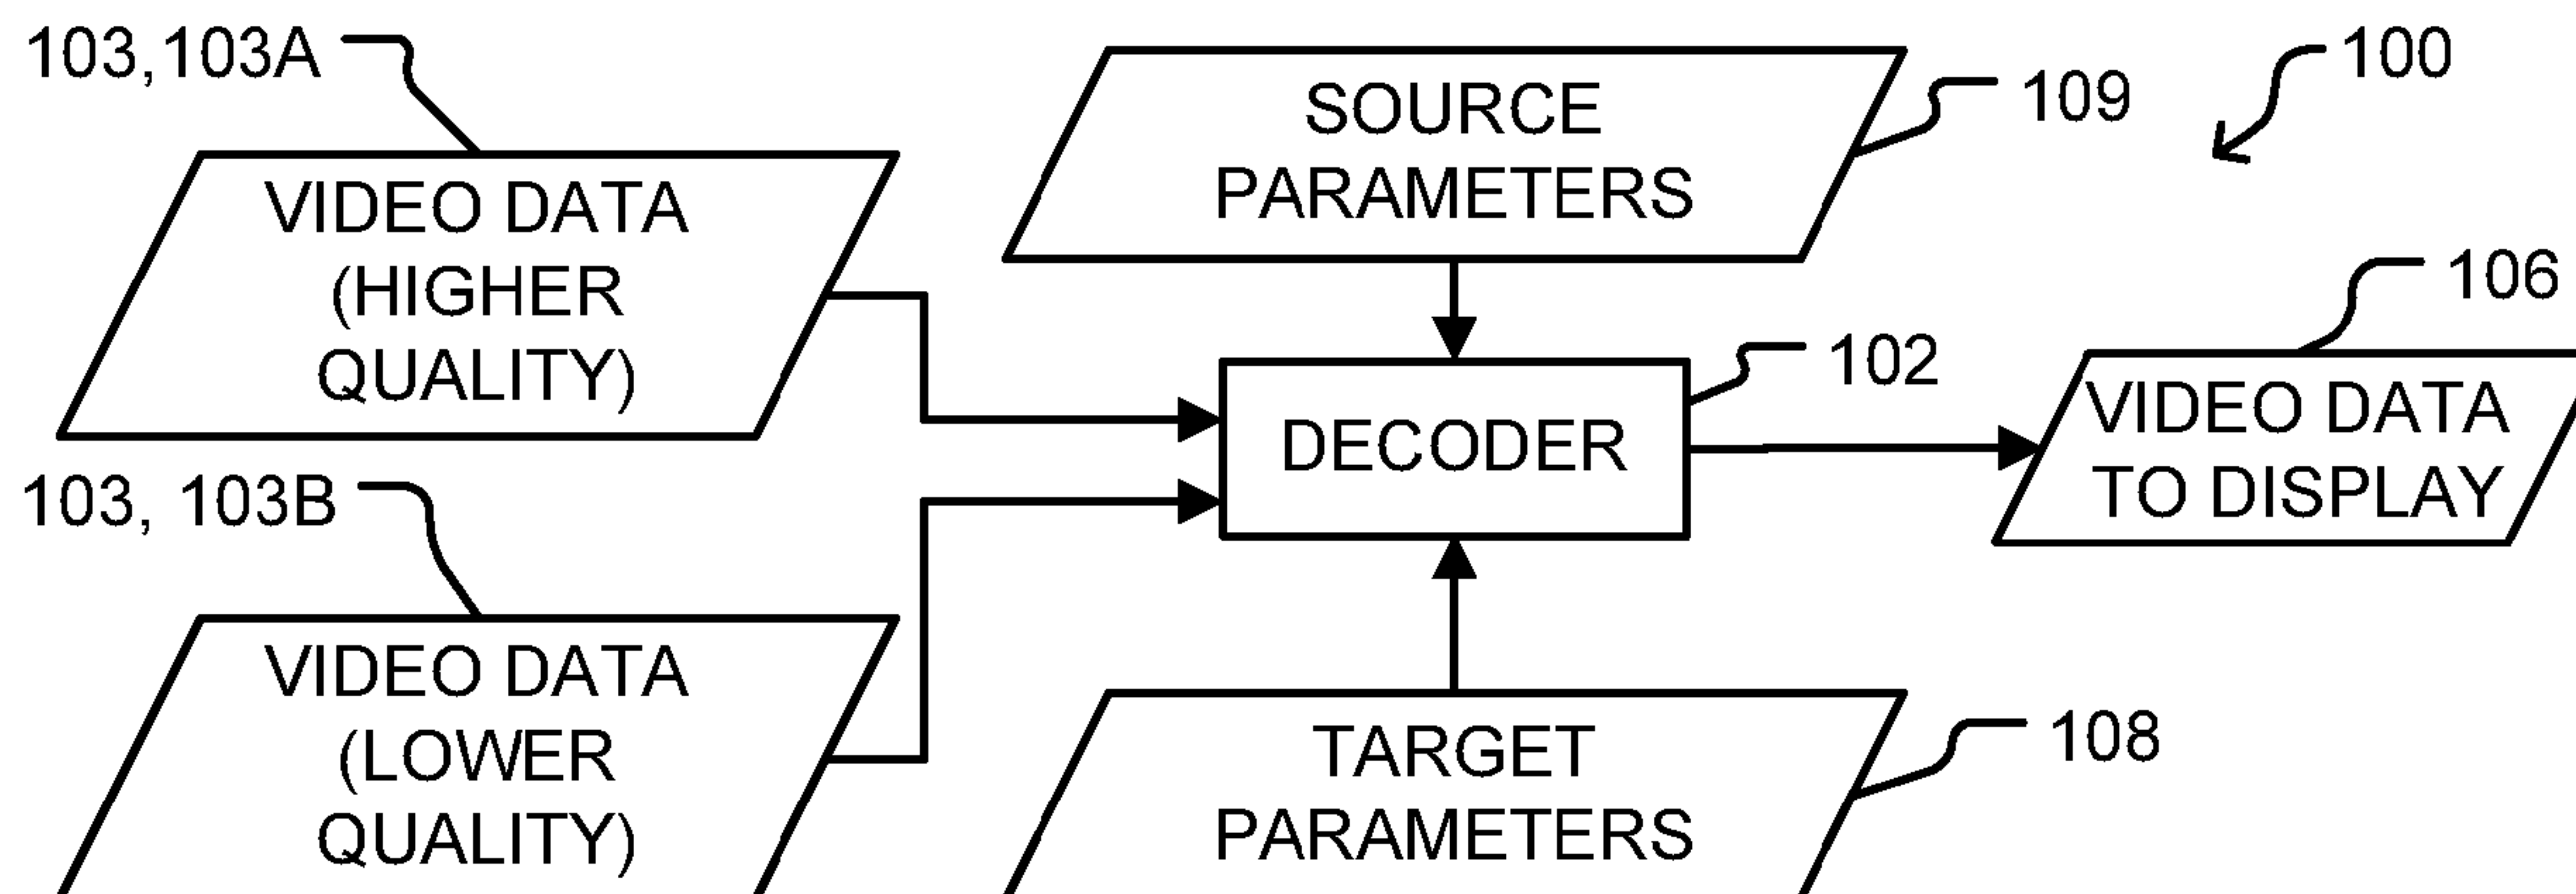 103,103A
VIDEO DATA
(HIGHER
QUALITY)
103, 103B
VIDEO DATA
(LOWER
QUALITY)
SOURCE
PARAMETERS
109
DECODER
102
TARGET
PARAMETERS
108
100
106
VIDEO DATA
TO DISPLAY